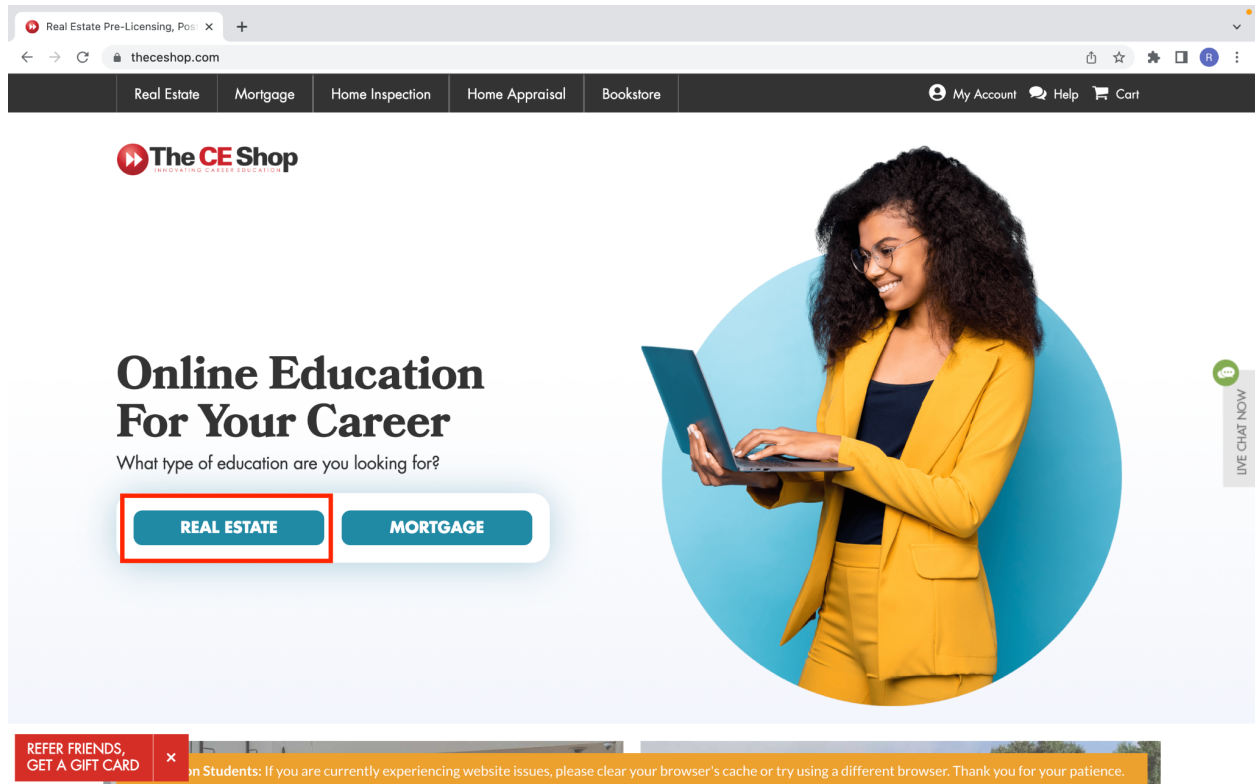 Real Estate Pre-Licensing, Pos
theceshop.com
R
Real Estate
Mortgage
Home Inspection
Home Appraisal
Bookstore
My Account
Help
Cart
The CE Shop
INNOVATING CAREER EDUCATION
Online Education
For Your Career
What type of education are you looking for?
REAL ESTATE
MORTGAGE
LIVE CHAT NOW
REFER FRIENDS,
GET A GIFT CARD
on Students: If you are currently experiencing website issues, please clear your browser's cache or try using a different browser. Thank you for your patience.